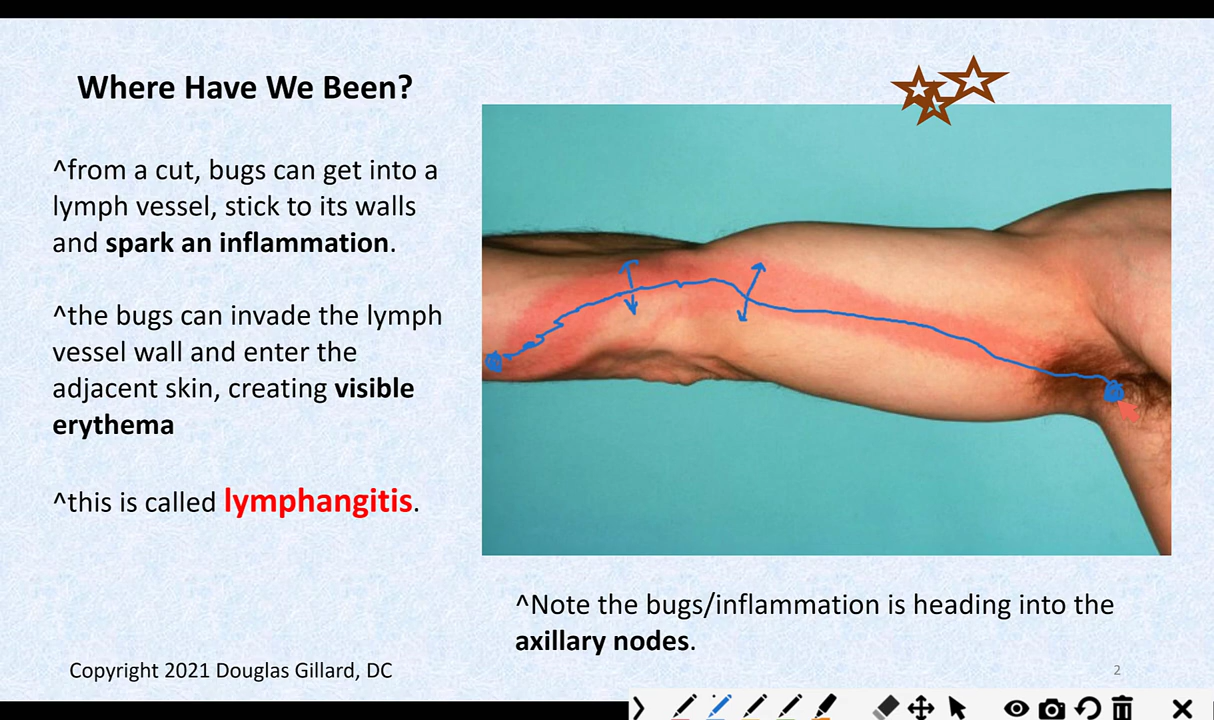 Where Have We Been?
^from a cut, bugs can get into a
lymph vessel, stick to its walls
and spark an inflammation.
^the bugs can invade the lymph
vessel wall and enter the
adjacent skin, creating visible
erythema
^this is called lymphangitis.
^Note the bugs/inflammation is heading into the
axillary nodes.
Copyright 2021 Douglas Gillard, DC
2